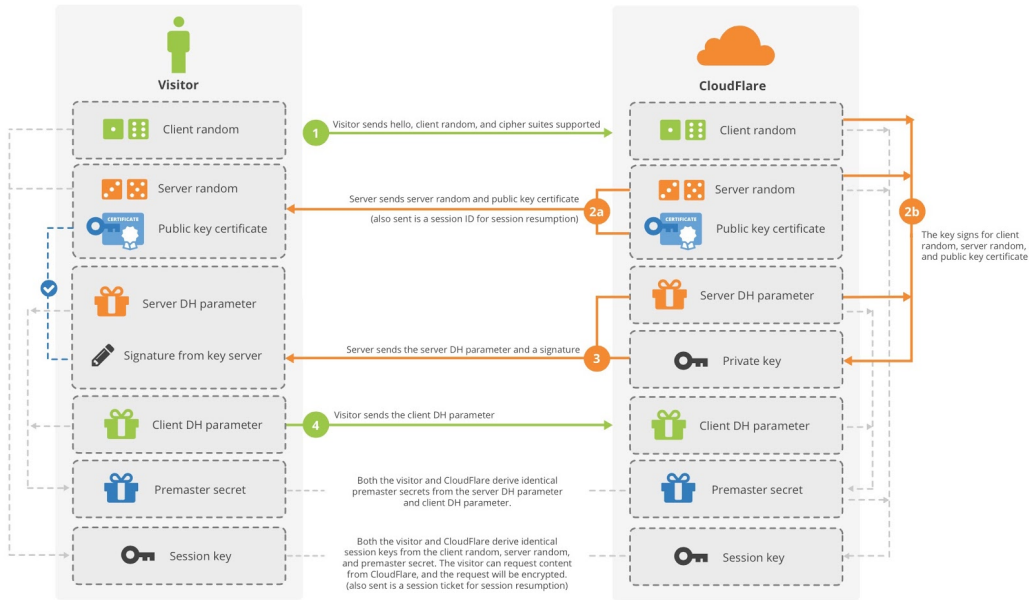 Visitor
CloudFlare
Client random
1
Visitor sends hello, client random, and cipher suites supported
Client random
Server random
Server sends server random and public key certificate
Server random
2a
2b
(also sent is a session ID for session resumption)
CERTIFICATE
Public key certificate
CERTIFICATE
Public key certificate
The key signs for client
random, server random,
and public key certificate
Server DH parameter
Server DH parameter
Signature from key server
Server sends the server DH parameter and a signature
3
Private key
Client DH parameter
4
Visitor sends the client DH parameter
Client DH parameter
Premaster secret
Both the visitor and CloudFlare derive identical
premaster secrets from the server DH parameter
and client DH parameter.
Premaster secret
Session key
Both the visitor and CloudFlare derive identical
session keys from the client random, server random,
and premaster secret. The visitor can request content
from CloudFlare, and the request will be encrypted.
(also sent is a session ticket for session resumption)
Session key